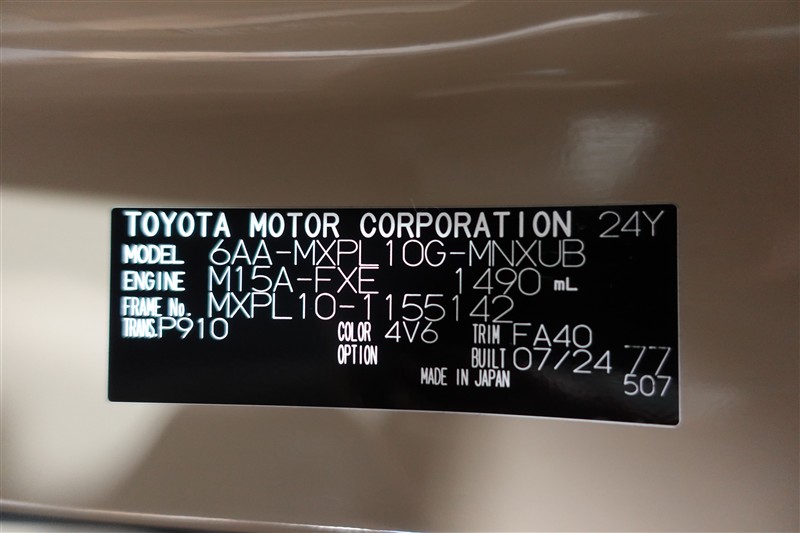 TOYOTA MOTOR CORPORATION 24Y
MODEL 6AA-MXPL10G-MNXUB
ENGINE M15A-FXE 1490 mL
FRAME No. MXPL10-1155142
TRANS. P910 COLOR 4V6 TRIM FA40
OPTION BUILT 07/24 77
MADE IN JAPAN 507